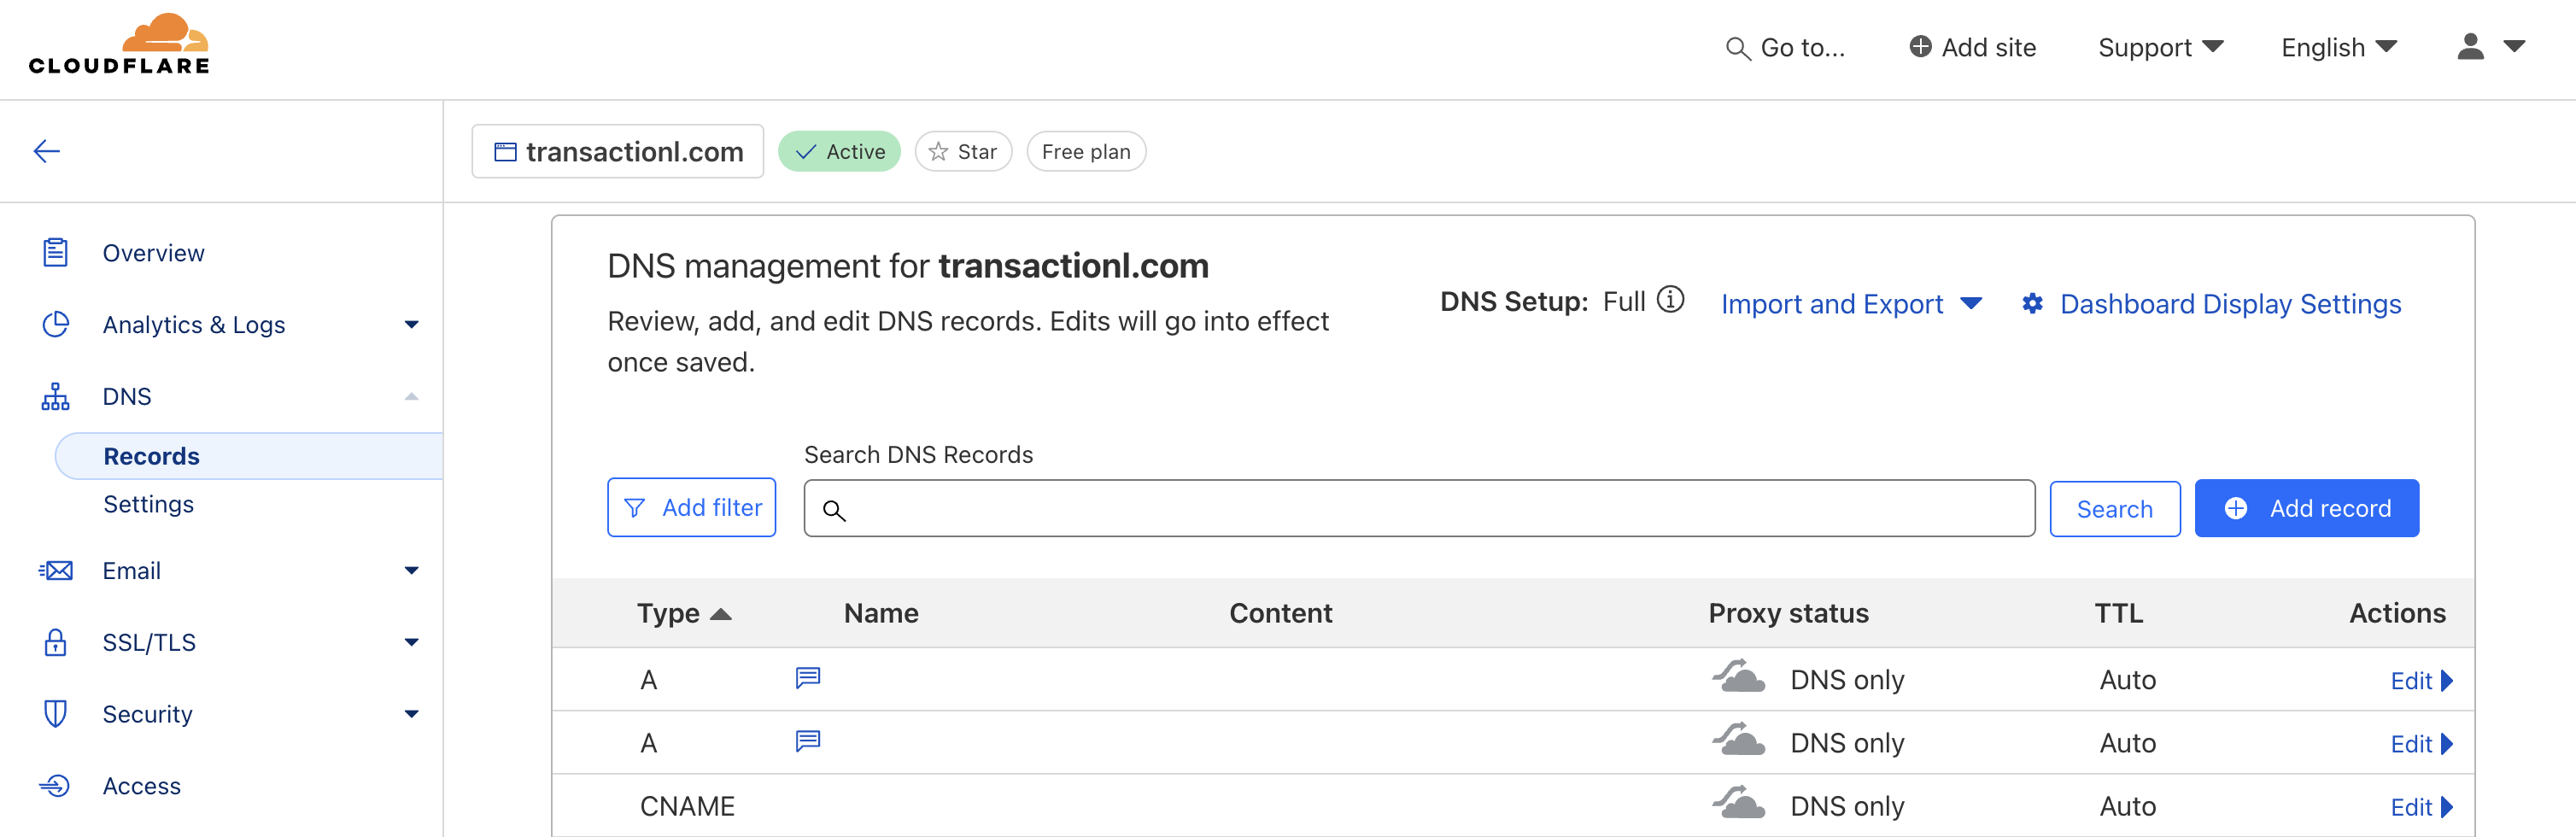 CLOUDFLARE
Go to...
Add site
Support
English
transactionl.com
Active
Star
Free plan
Overview
Analytics & Logs
DNS
Records
Settings
Email
SSL/TLS
Security
Access
DNS management for transactionl.com
Review, add, and edit DNS records. Edits will go into effect
once saved.
DNS Setup: Full
Import and Export
Dashboard Display Settings
Search DNS Records
Add filter
Search
Add record
Type Name Content Proxy status TTL Actions
A DNS only Auto Edit
A DNS only Auto Edit
CNAME DNS only Auto Edit